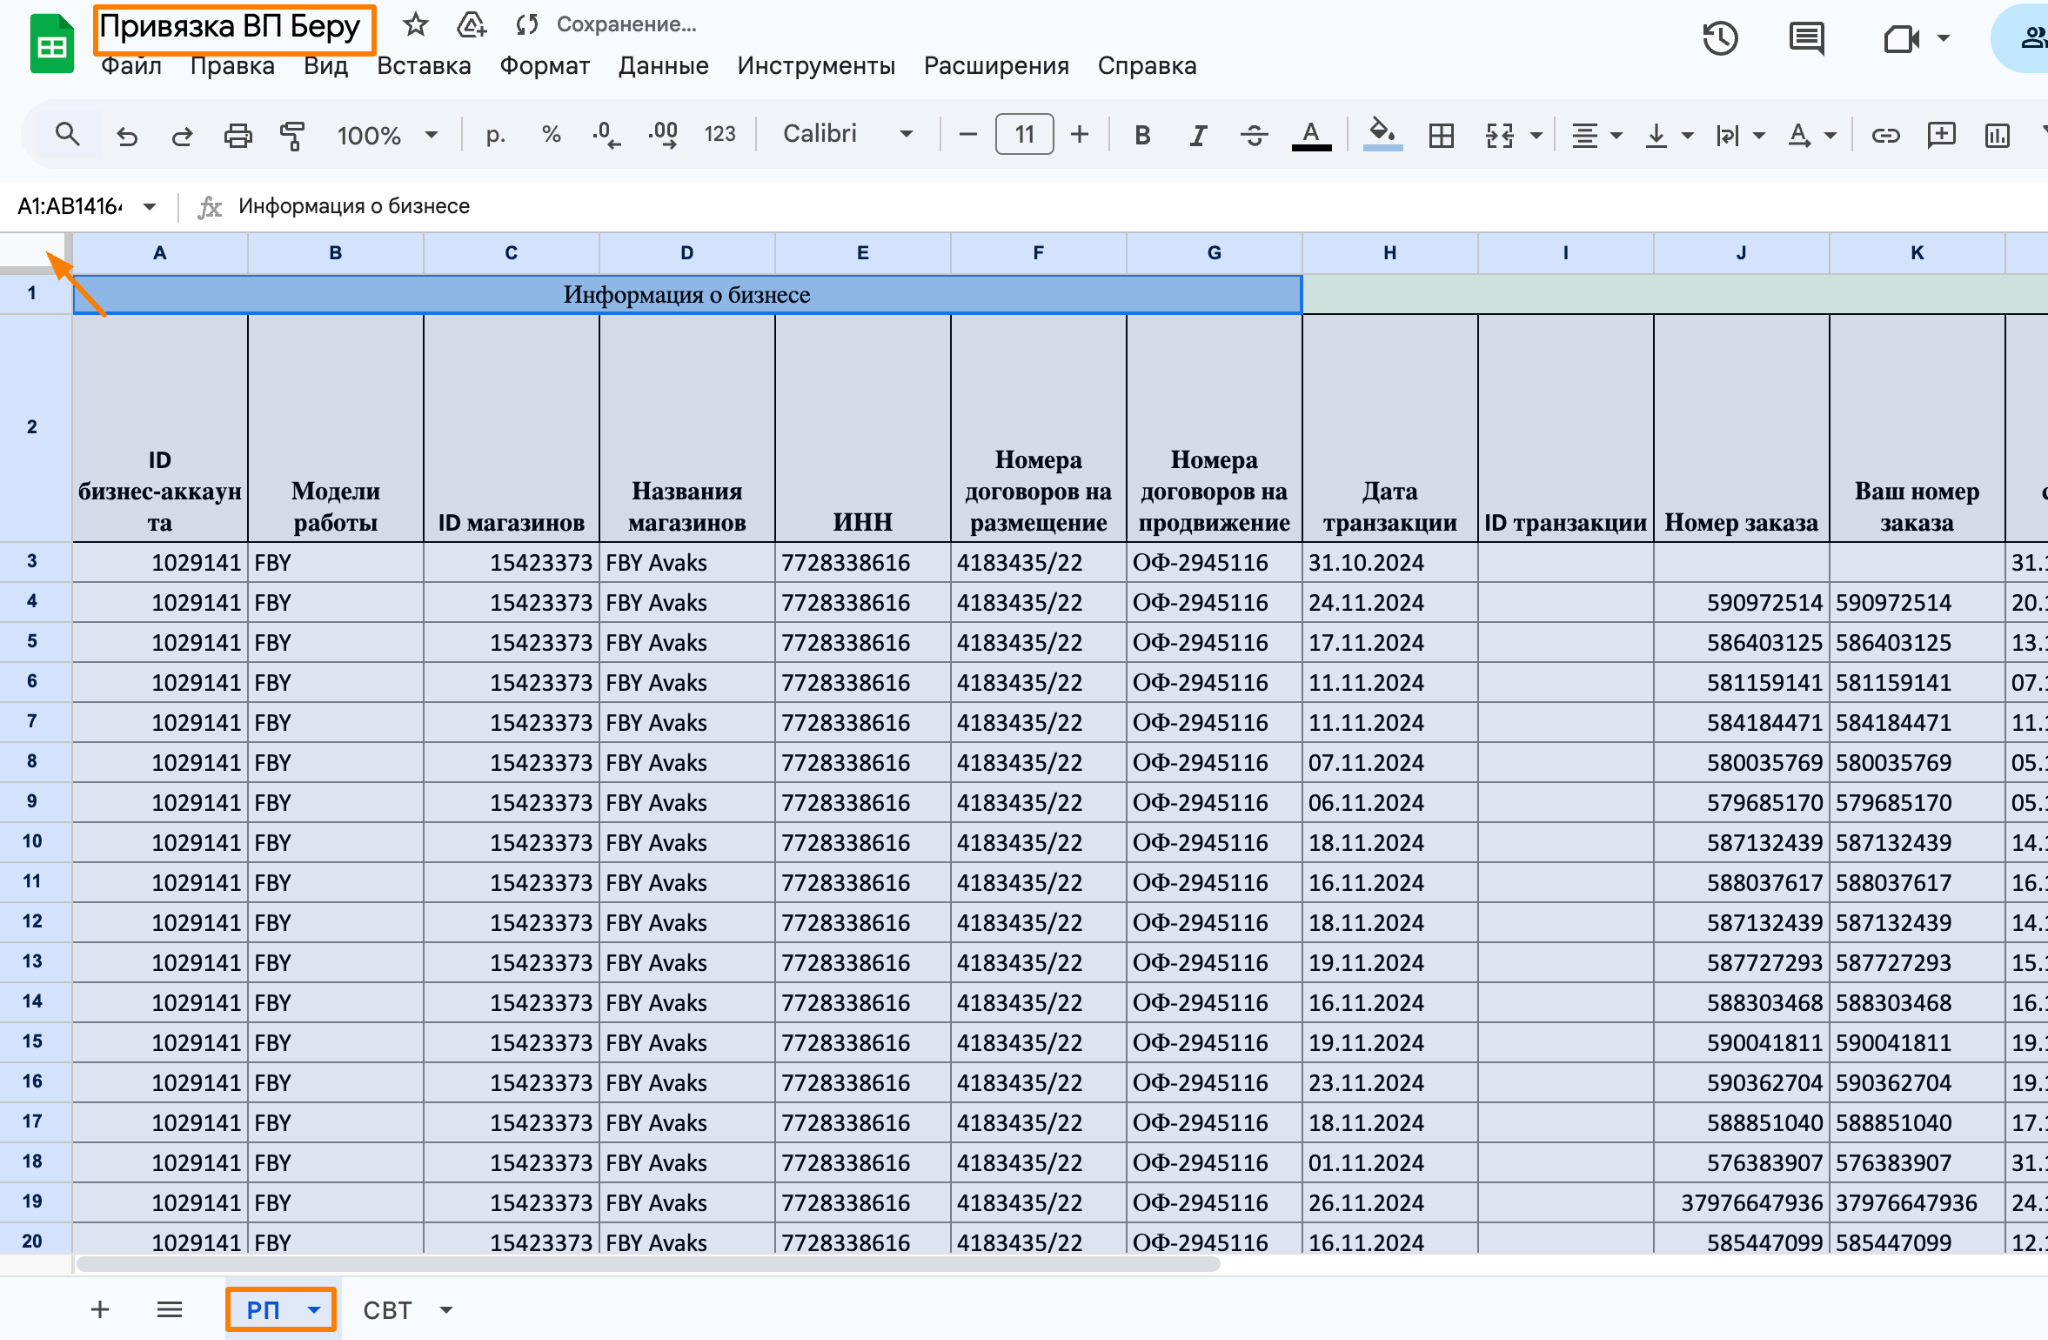 Привязка ВП Беру
Сохранение...
Файл Правка Вид Вставка Формат Данные Инструменты Расширения Справка
100% р. % .0 .00 123 Calibri 11
A1:AB1416 Информация о бизнесе
A B C D E F G H I J K
1 Информация о бизнесе
2 ID бизнес-аккаунта Модели работы ID магазинов Названия магазинов ИНН Номера договоров на размещение Номера договоров на продвижение Дата транзакции ID транзакции Номер заказа Ваш номер заказа
3 1029141 FBY 15423373 FBY Avaks 7728338616 4183435/22 ОФ-2945116 31.10.2024 31.
4 1029141 FBY 15423373 FBY Avaks 7728338616 4183435/22 ОФ-2945116 24.11.2024 590972514 590972514 20.
5 1029141 FBY 15423373 FBY Avaks 7728338616 4183435/22 ОФ-2945116 17.11.2024 586403125 586403125 13.
6 1029141 FBY 15423373 FBY Avaks 7728338616 4183435/22 ОФ-2945116 11.11.2024 581159141 581159141 07.
7 1029141 FBY 15423373 FBY Avaks 7728338616 4183435/22 ОФ-2945116 11.11.2024 584184471 584184471 11.
8 1029141 FBY 15423373 FBY Avaks 7728338616 4183435/22 ОФ-2945116 07.11.2024 580035769 580035769 05.
9 1029141 FBY 15423373 FBY Avaks 7728338616 4183435/22 ОФ-2945116 06.11.2024 579685170 579685170 05.
10 1029141 FBY 15423373 FBY Avaks 7728338616 4183435/22 ОФ-2945116 18.11.2024 587132439 587132439 14.
11 1029141 FBY 15423373 FBY Avaks 7728338616 4183435/22 ОФ-2945116 16.11.2024 588037617 588037617 16.
12 1029141 FBY 15423373 FBY Avaks 7728338616 4183435/22 ОФ-2945116 18.11.2024 587132439 587132439 14.
13 1029141 FBY 15423373 FBY Avaks 7728338616 4183435/22 ОФ-2945116 19.11.2024 587727293 587727293 15.
14 1029141 FBY 15423373 FBY Avaks 7728338616 4183435/22 ОФ-2945116 16.11.2024 588303468 588303468 16.
15 1029141 FBY 15423373 FBY Avaks 7728338616 4183435/22 ОФ-2945116 19.11.2024 590041811 590041811 19.
16 1029141 FBY 15423373 FBY Avaks 7728338616 4183435/22 ОФ-2945116 23.11.2024 590362704 590362704 19.
17 1029141 FBY 15423373 FBY Avaks 7728338616 4183435/22 ОФ-2945116 18.11.2024 588851040 588851040 17.
18 1029141 FBY 15423373 FBY Avaks 7728338616 4183435/22 ОФ-2945116 01.11.2024 576383907 576383907 31.
19 1029141 FBY 15423373 FBY Avaks 7728338616 4183435/22 ОФ-2945116 26.11.2024 37976647936 37976647936 24.
20 1029141 FBY 15423373 FBY Avaks 7728338616 4183435/22 ОФ-2945116 16.11.2024 585447099 585447099 12.
РП СВТ